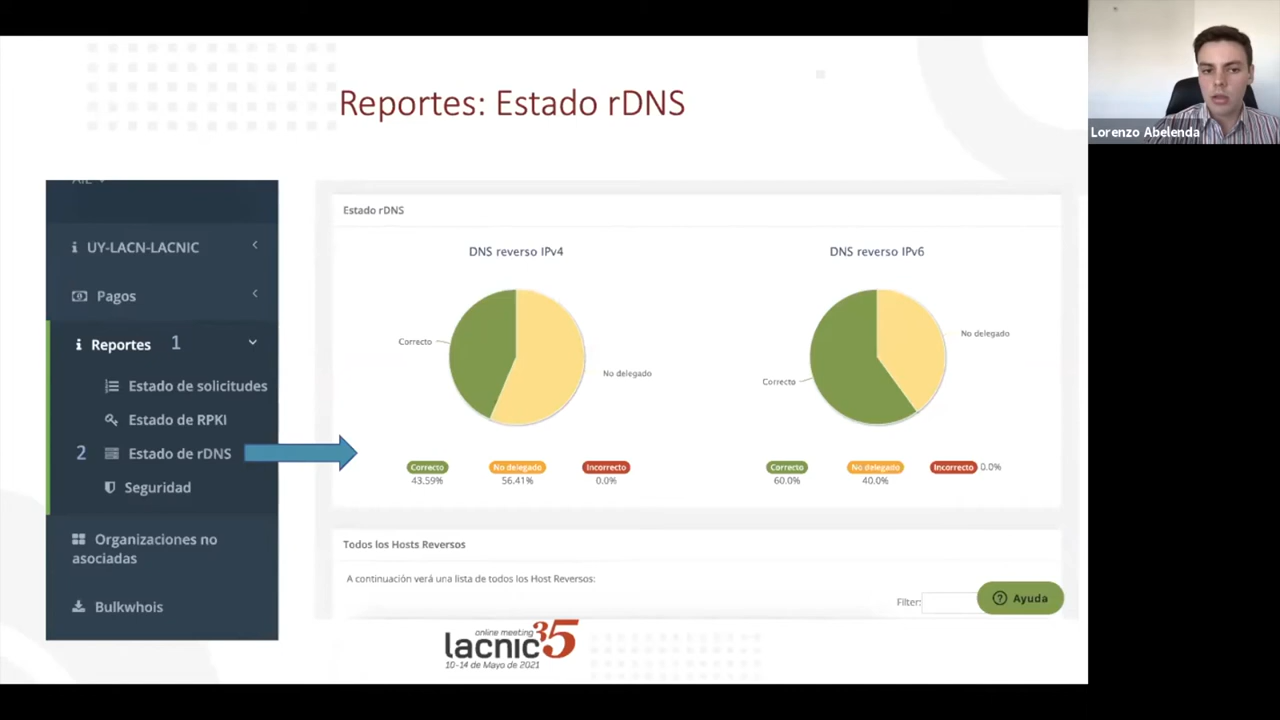 Reportes: Estado rDNS
Lorenzo Abelenda
UY-LACN-LACNIC
Pagos
Reportes 1
Estado de solicitudes
Estado de RPKI
2 Estado de rDNS
Seguridad
Organizaciones no
asociadas
Bulkwhois
Estado rDNS
DNS reverso IPv4
Correcto
No delegado
Correcto No delegado Incorrecto
43.59% 56.41% 0.0%
DNS reverso IPv6
No delegado
Correcto
Correcto No delegado Incorrecto 0.0%
60.0% 40.0%
Todos los Hosts Reversos
A continuación verá una lista de todos los Host Reversos:
Filter:
Ayuda
online meeting
lacnic35
10-14 de Mayo de 2021